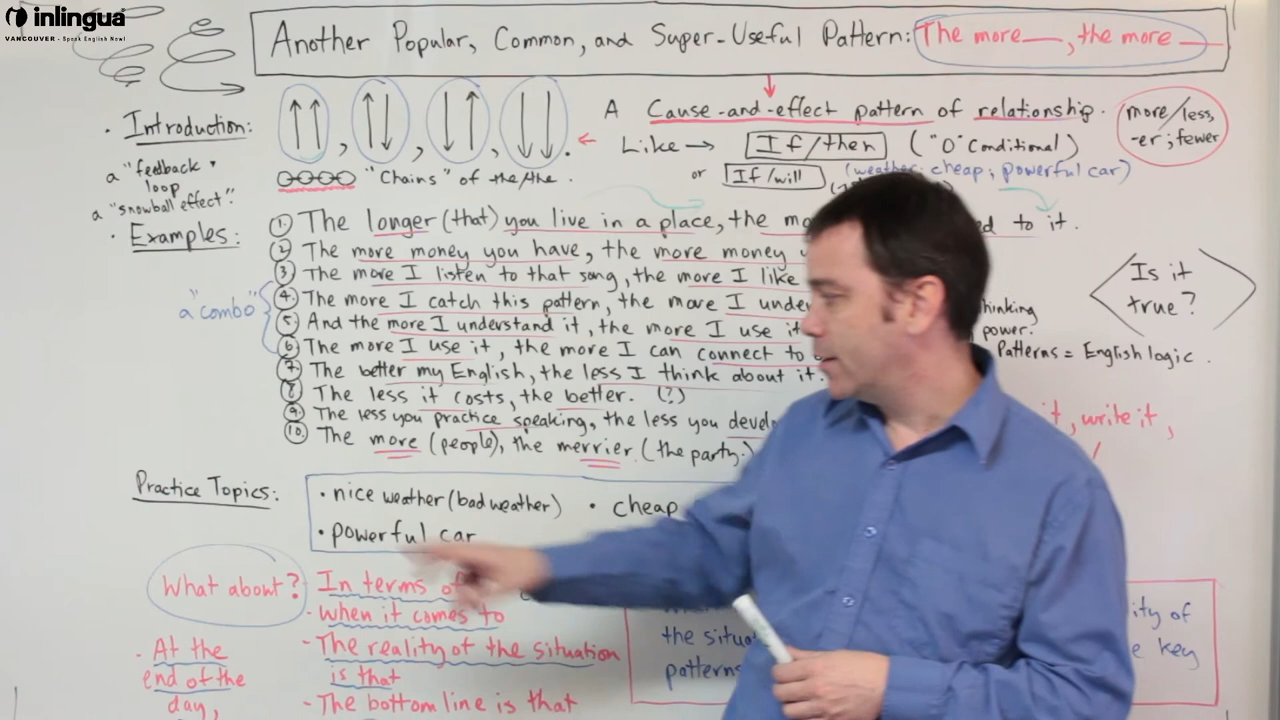 inlingua
VANCOUVER - Speak English Now!
Another Popular, Common, and Super-Useful Pattern: The more ___, the more ___
• Introduction:
a "feedback loop
a "snowball effect".
A Cause-and-effect pattern of relationship.
Like → If/then ("0" Conditional)
or If/will
(weather; cheap; powerful car)
more/less,
-er; fewer
"Chains" of the/the.
• Examples:
① The longer (that) you live in a place, the ed to it.
② The more money you have, the more money
③ The more I listen to that song, the more I like
④ The more I catch this pattern, the more I under
"a combo"
⑤ And the more I understand it, the more I use it
⑥ The more I use it, the more I can connect to
⑦ The better my English, the less I think about it.
⑧ The less it costs, the better. (?)
⑨ The less you practice speaking, the less you develo
⑩ The more (people), the merrier (the party.)
Is it
true?
hinking
power.
Patterns = English logic.
it, write it,
Practice Topics:
• nice weather (bad weather) • cheap
• powerful car
What about?
In terms of
- when it comes to
- The reality of the situation
is that
- The bottom line is that
- At the
end of the
day,
the situa
patterns
ity of
e key